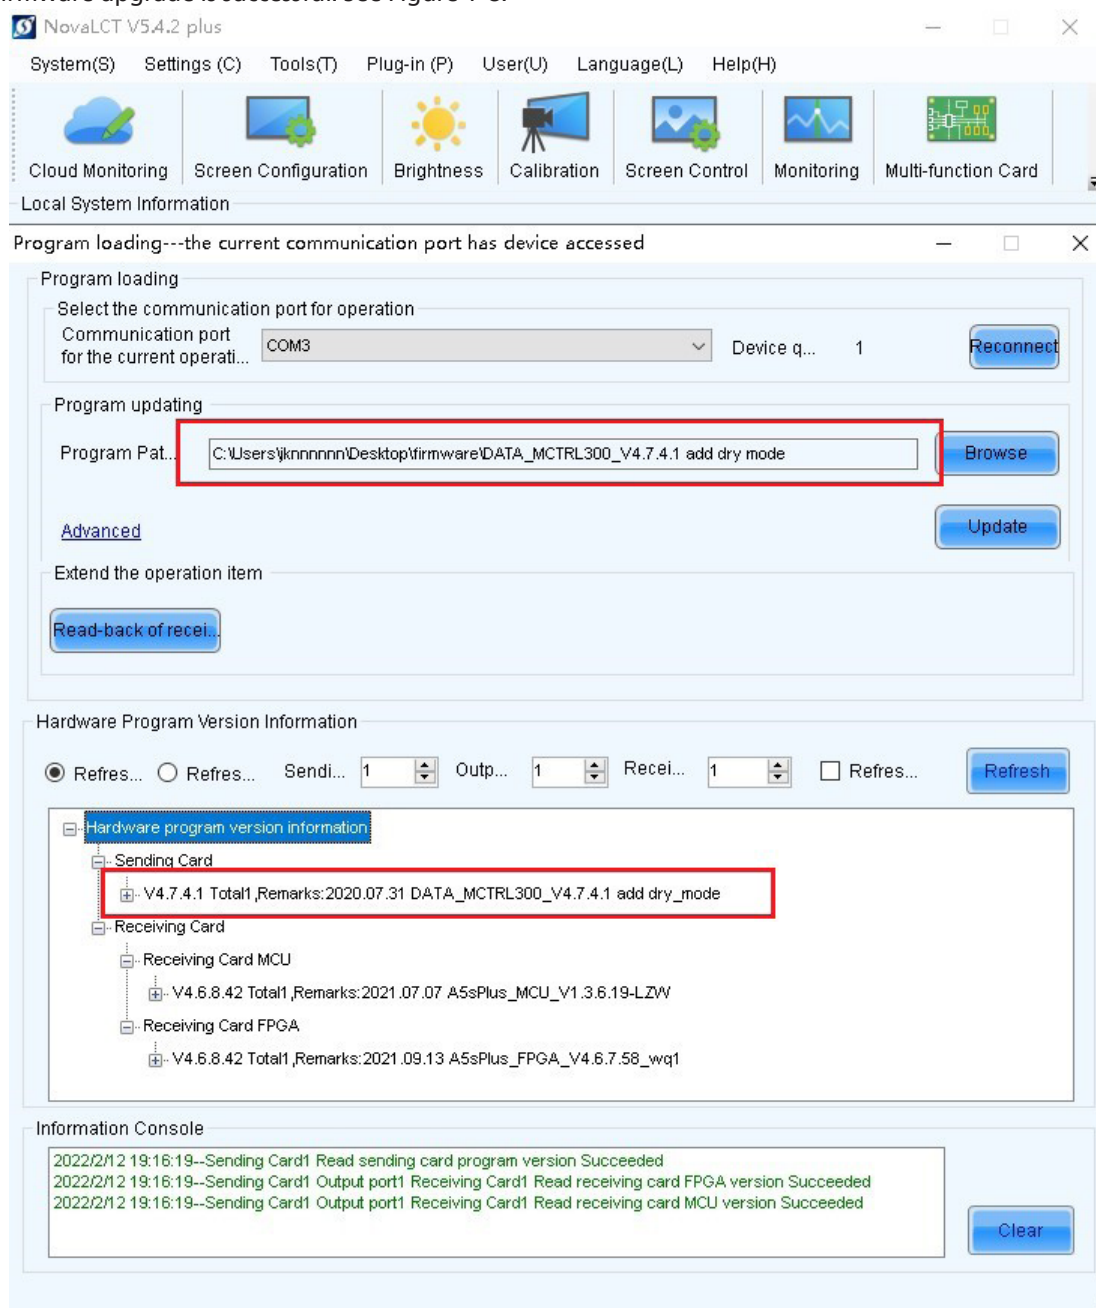 NovaLCT V5.4.2 plus
System(S) Settings (C) Tools(T) Plug-in (P) User(U) Language(L) Help(H)
Cloud Monitoring Screen Configuration Brightness Calibration Screen Control Monitoring Multi-function Card
Local System Information
Program loading---the current communication port has device accessed
Program loading
Select the communication port for operation
Communication port
for the current operati... COM3 Device q... 1 Reconnect
Program updating
Program Pat... C:\Users\jknnnnnn\Desktop\firmware\DATA_MCTRL300_V4.7.4.1 add dry mode Browse
Advanced Update
Extend the operation item
Read-back of recei...
Hardware Program Version Information
Refres... Refres... Sendi... 1 Outp... 1 Recei... 1 Refres... Refresh
Hardware program version information
Sending Card
V4.7.4.1 Total1 ,Remarks:2020.07.31 DATA_MCTRL300_V4.7.4.1 add dry_mode
Receiving Card
Receiving Card MCU
V4.6.8.42 Total1 ,Remarks:2021.07.07 A5sPlus_MCU_V1.3.6.19-LZW
Receiving Card FPGA
V4.6.8.42 Total1 ,Remarks:2021.09.13 A5sPlus_FPGA_V4.6.7.58_wq1
Information Console
2022/2/12 19:16:19--Sending Card1 Read sending card program version Succeeded
2022/2/12 19:16:19--Sending Card1 Output port1 Receiving Card1 Read receiving card FPGA version Succeeded
2022/2/12 19:16:19--Sending Card1 Output port1 Receiving Card1 Read receiving card MCU version Succeeded
Clear